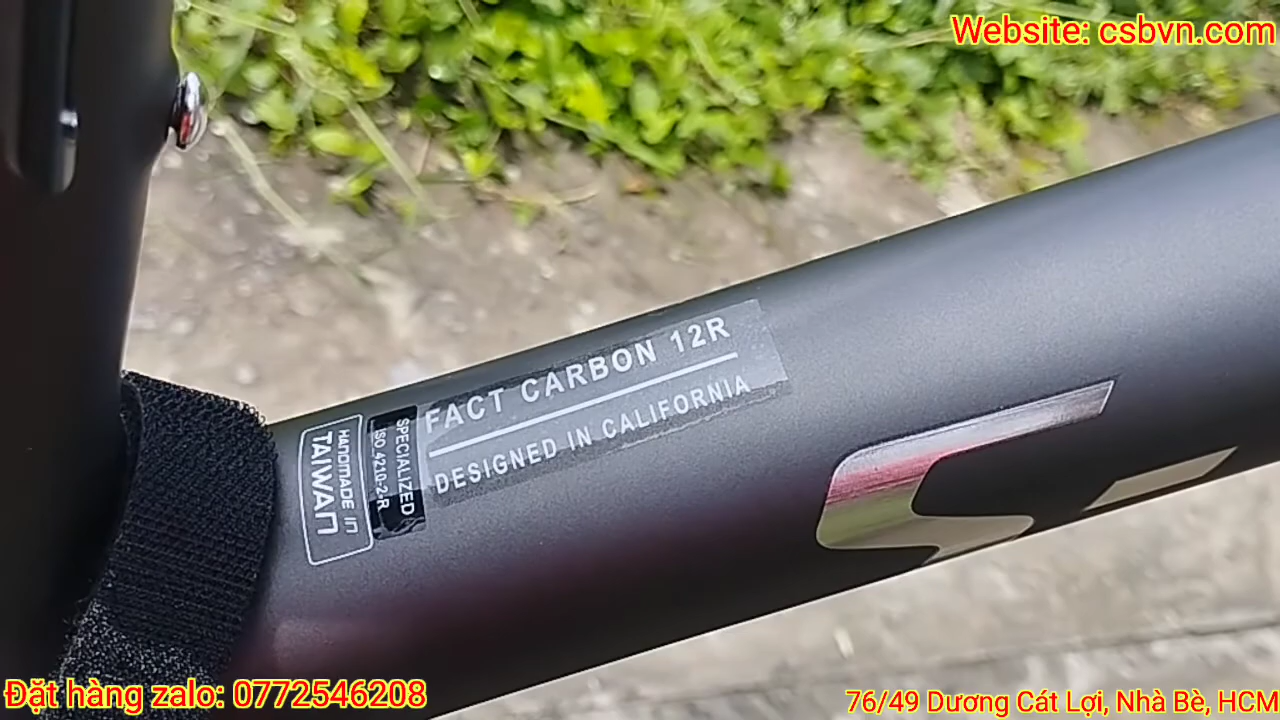 Website: csbvn.com
FACT CARBON 12R
DESIGNED IN CALIFORNIA
SPECIALIZED
ISO 4210-2-R
HANDMADE IN
TAIWAN
Đặt hàng zalo: 0772546208
76/49 Dương Cát Lợi, Nhà Bè, HCM